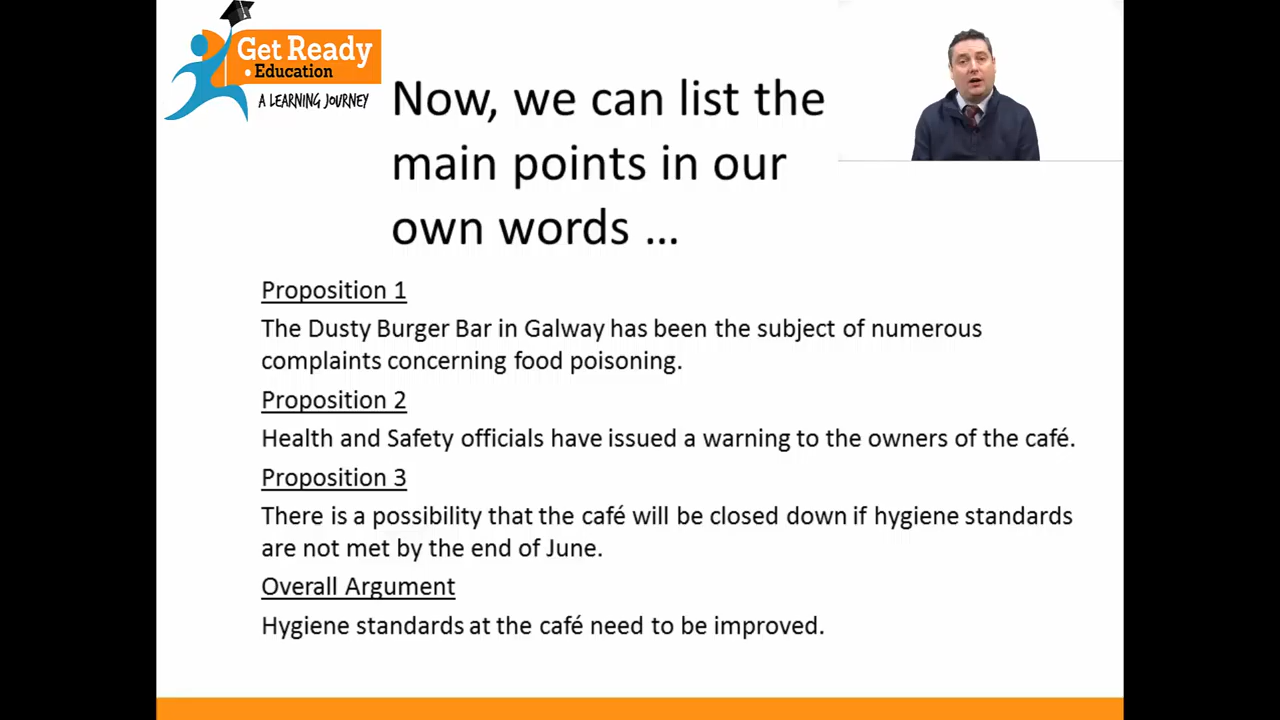 Get Ready
• Education
A LEARNING JOURNEY
Now, we can list the
main points in our
own words ...
Proposition 1
The Dusty Burger Bar in Galway has been the subject of numerous
complaints concerning food poisoning.
Proposition 2
Health and Safety officials have issued a warning to the owners of the café.
Proposition 3
There is a possibility that the café will be closed down if hygiene standards
are not met by the end of June.
Overall Argument
Hygiene standards at the café need to be improved.